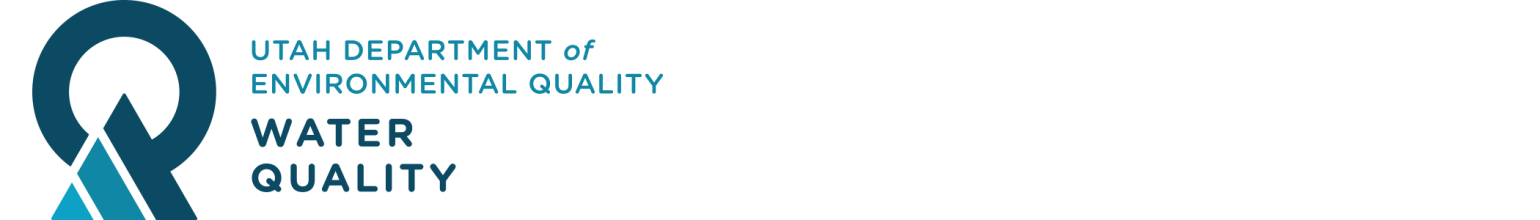 UTAH DEPARTMENT of
ENVIRONMENTAL QUALITY
WATER
QUALITY